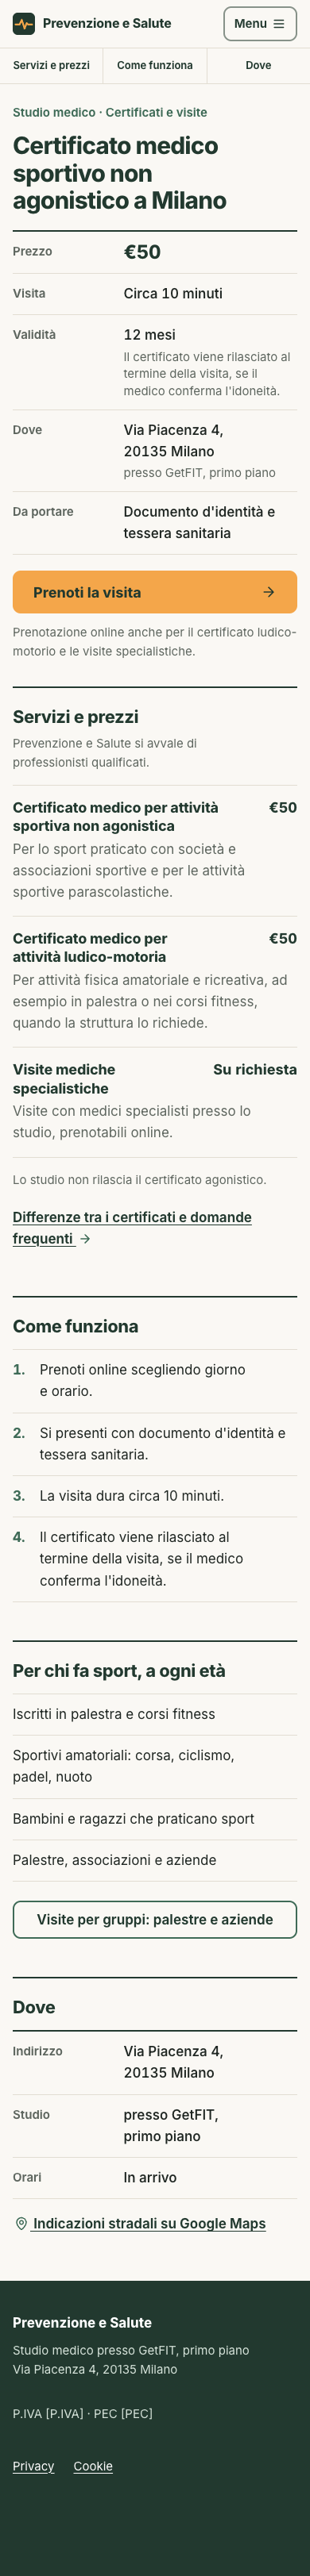 Prevenzione e Salute
Menu
Servizi e prezzi
Come funziona
Dove
Studio medico · Certificati e visite
Certificato medico
sportivo non
agonistico a Milano
Prezzo
€50
Visita
Circa 10 minuti
Validità
12 mesi
Il certificato viene rilasciato al
termine della visita, se il
medico conferma l'idoneità.
Dove
Via Piacenza 4,
20135 Milano
presso GetFIT, primo piano
Da portare
Documento d'identità e
tessera sanitaria
Prenoti la visita →
Prenotazione online anche per il certificato ludico-
motorio e le visite specialistiche.
Servizi e prezzi
Prevenzione e Salute si avvale di
professionisti qualificati.
Certificato medico per attività
sportiva non agonistica
€50
Per lo sport praticato con società e
associazioni sportive e per le attività
sportive parascolastiche.
Certificato medico per
attività ludico-motoria
€50
Per attività fisica amatoriale e ricreativa, ad
esempio in palestra o nei corsi fitness,
quando la struttura lo richiede.
Visite mediche
specialistiche
Su richiesta
Visite con medici specialisti presso lo
studio, prenotabili online.
Lo studio non rilascia il certificato agonistico.
Differenze tra i certificati e domande
frequenti →
Come funziona
1. Prenoti online scegliendo giorno
e orario.
2. Si presenti con documento d'identità e
tessera sanitaria.
3. La visita dura circa 10 minuti.
4. Il certificato viene rilasciato al
termine della visita, se il medico
conferma l'idoneità.
Per chi fa sport, a ogni età
Iscritti in palestra e corsi fitness
Sportivi amatoriali: corsa, ciclismo,
padel, nuoto
Bambini e ragazzi che praticano sport
Palestre, associazioni e aziende
Visite per gruppi: palestre e aziende
Dove
Indirizzo
Via Piacenza 4,
20135 Milano
Studio
presso GetFIT,
primo piano
Orari
In arrivo
Indicazioni stradali su Google Maps
Prevenzione e Salute
Studio medico presso GetFIT, primo piano
Via Piacenza 4, 20135 Milano
P.IVA [P.IVA] · PEC [PEC]
Privacy
Cookie